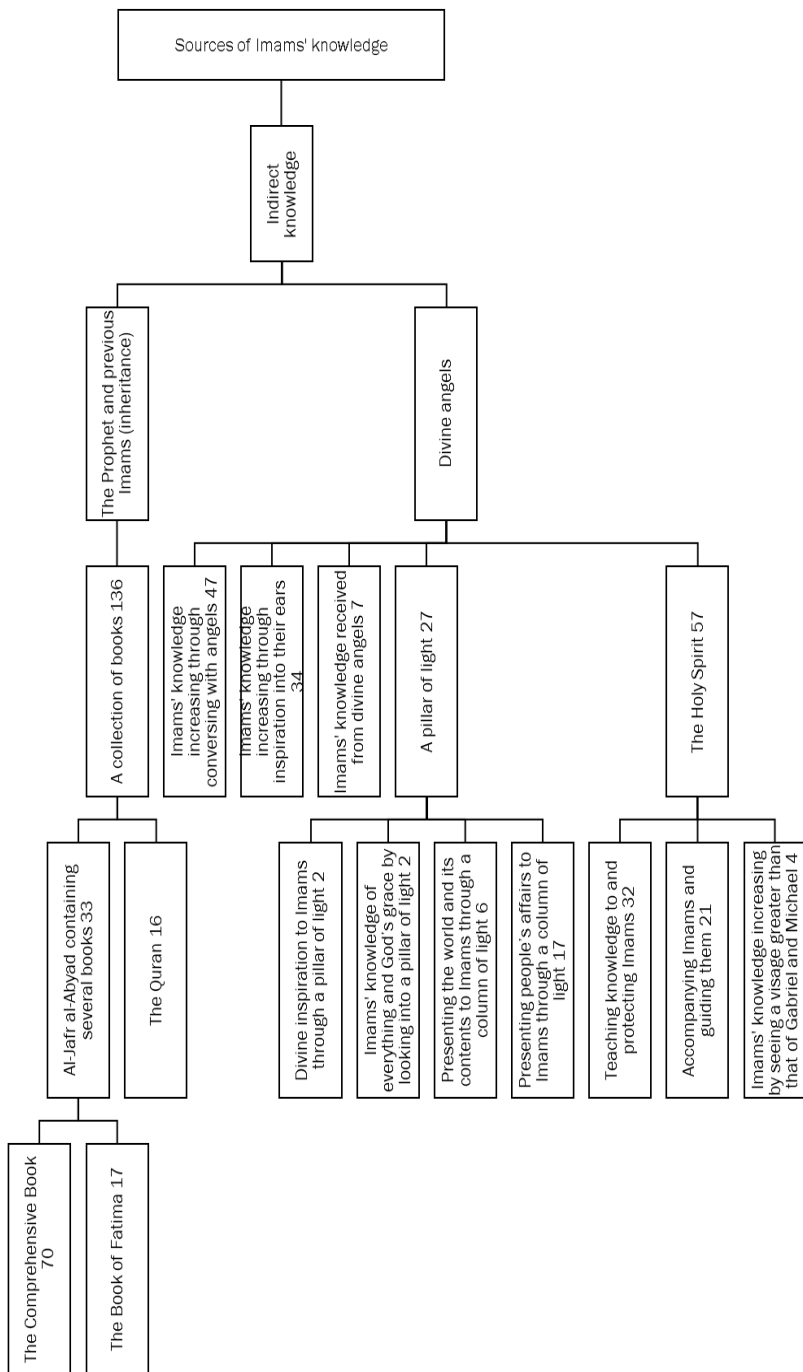 Sources of Imams' knowledge
Indirect
knowledge
The Prophet and previous
Imams (inheritance)
Divine angels
A collection of books 136
Imams' knowledge
increasing through
conversing with angels 47
Imams' knowledge
increasing through
inspiration into their ears
34
Imams' knowledge received
from divine angels 7
A pillar of light 27
The Holy Spirit 57
Al-Jafr al-Abyad containing
several books 33
The Quran 16
Divine inspiration to Imams
through a pillar of light 2
Imams' knowledge of
everything and God's grace by
looking into a pillar of light 2
Presenting the world and its
contents to Imams through a
column of light 6
Presenting people's affairs to
Imams through a column of
light 17
Teaching knowledge to and
protecting Imams 32
Accompanying Imams and
guiding them 21
Imams' knowledge increasing
by seeing a visage greater than
that of Gabriel and Michael 4
The Comprehensive Book
70
The Book of Fatima 17